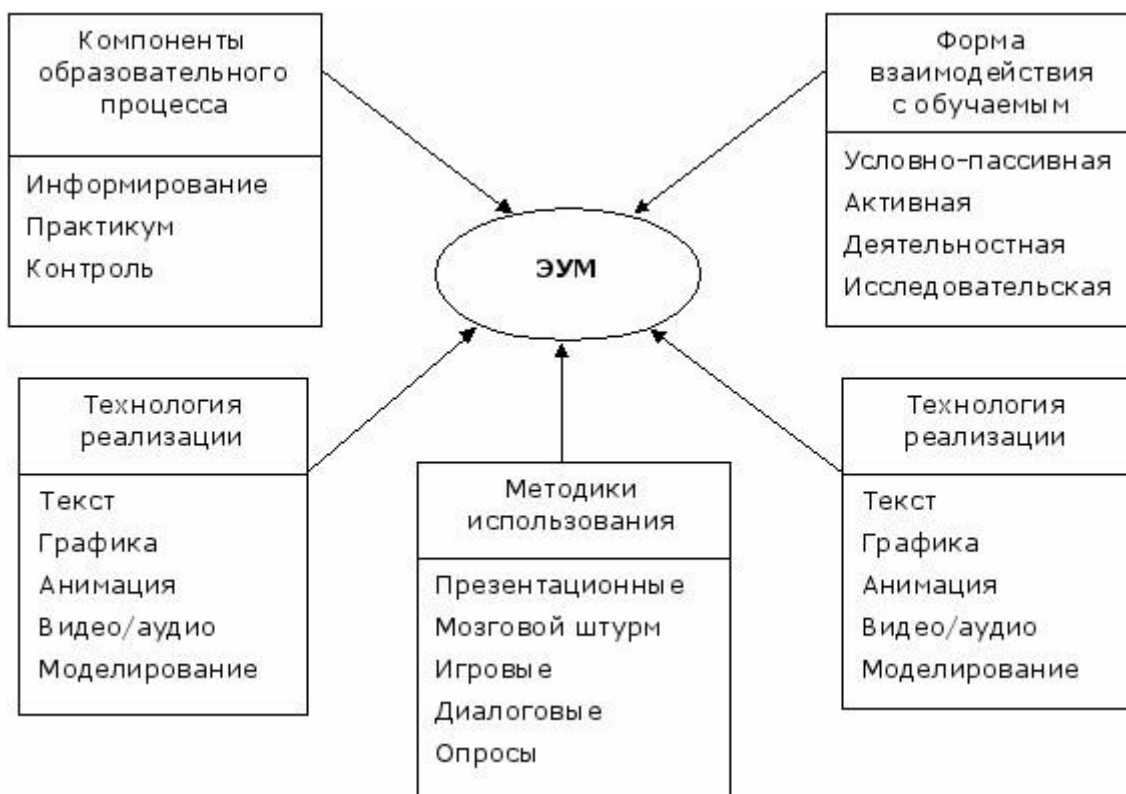 Компоненты
образовательного
процесса
Информирование
Практикум
Контроль
Форма
взаимодействия
с обучаемым
Условно-пассивная
Активная
Деятельностная
Исследовательская
ЭУМ
Технология
реализации
Текст
Графика
Анимация
Видео/аудио
Моделирование
Методики
использования
Презентационные
Мозговой штурм
Игровые
Диалоговые
Опросы
Технология
реализации
Текст
Графика
Анимация
Видео/аудио
Моделирование